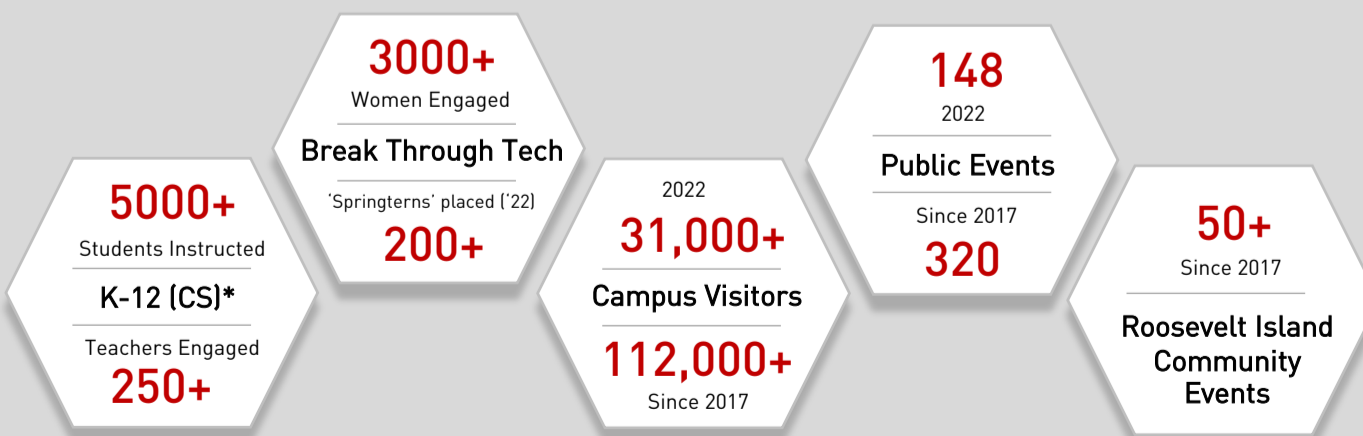 5000+
Students Instructed
K-12 (CS)*
Teachers Engaged
250+
3000+
Women Engaged
Break Through Tech
‘Springterns’ placed (‘22)
200+
2022
31,000+
Campus Visitors
112,000+
Since 2017
148
2022
Public Events
Since 2017
320
50+
Since 2017
Roosevelt Island
Community
Events